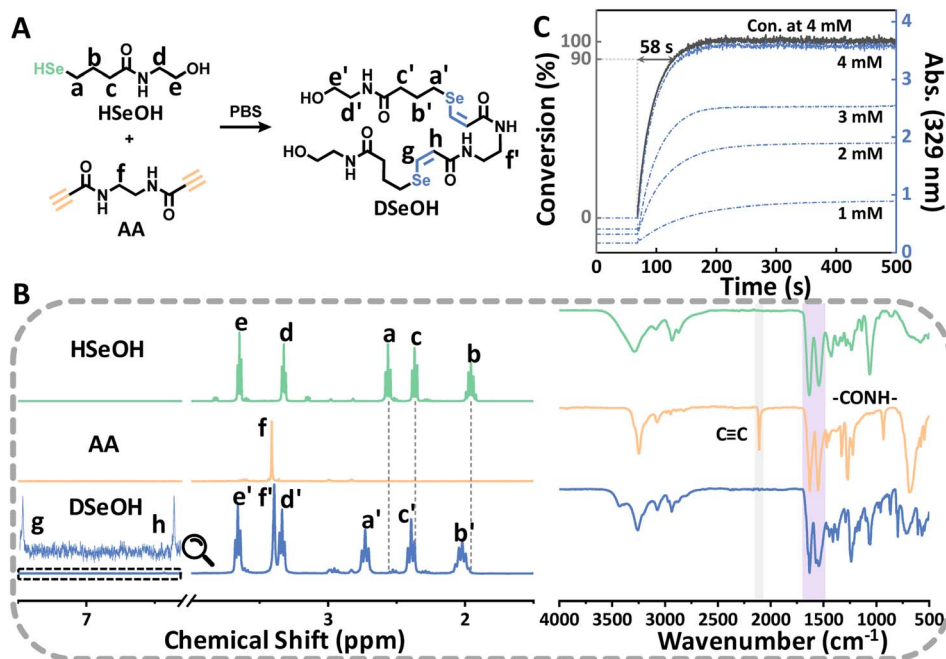 A
HSe
b
a
c
O
N
H
d
e
OH
HSeOH
+
f
O
N
H
H
N
O
AA
PBS
e'
HO
d'
H
N
O
c'
b'
a'
Se
O
NH
HO
N
H
O
g
h
Se
O
H
N
f'
DSeOH
C
Conversion (%)
100
90
0
58 s
Con. at 4 mM
4 mM
3 mM
2 mM
1 mM
4
3
2
1
0
Abs. (329 nm)
0 100 200 300 400 500
Time (s)
B
HSeOH
e d a c b
AA
f
DSeOH
g h
e' f' d' a' c' b'
7 3 2
Chemical Shift (ppm)
C≡C
-CONH-
4000 3500 3000 2500 2000 1500 1000 500
Wavenumber (cm-1)